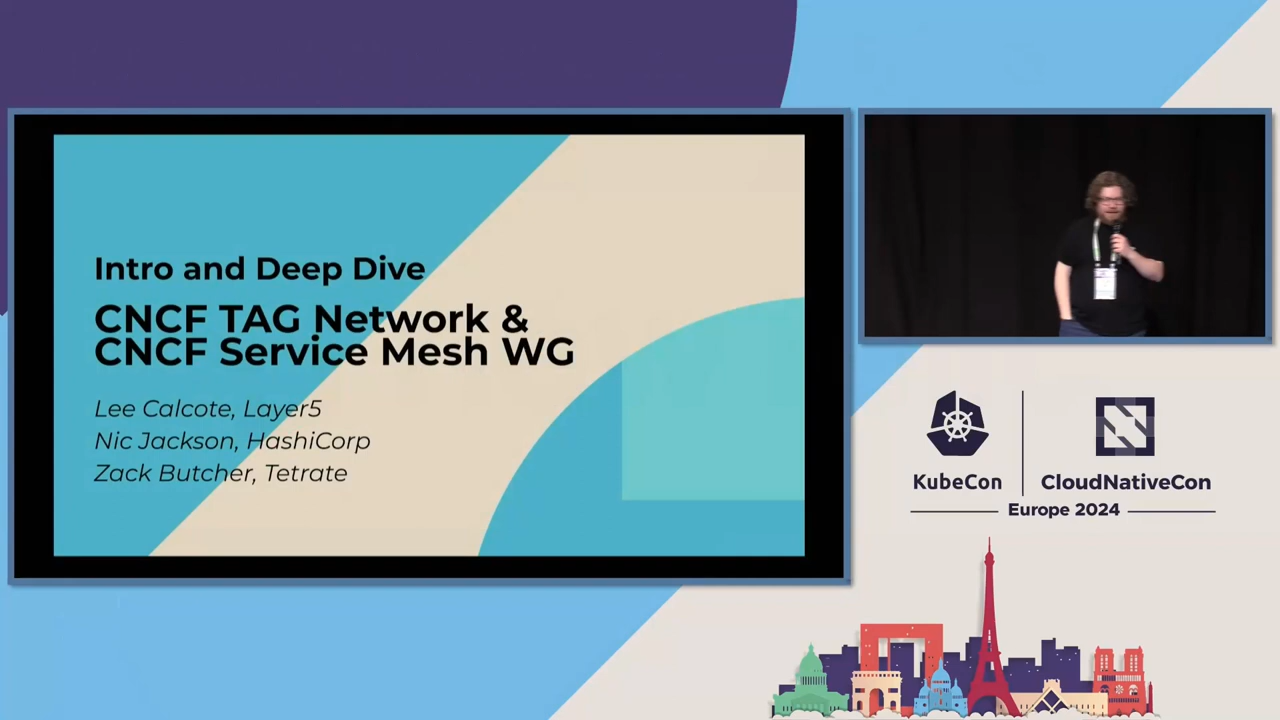 Intro and Deep Dive
CNCF TAG Network &
CNCF Service Mesh WG
Lee Calcote, Layer5
Nic Jackson, HashiCorp
Zack Butcher, Tetrate
KubeCon
CloudNativeCon
Europe 2024